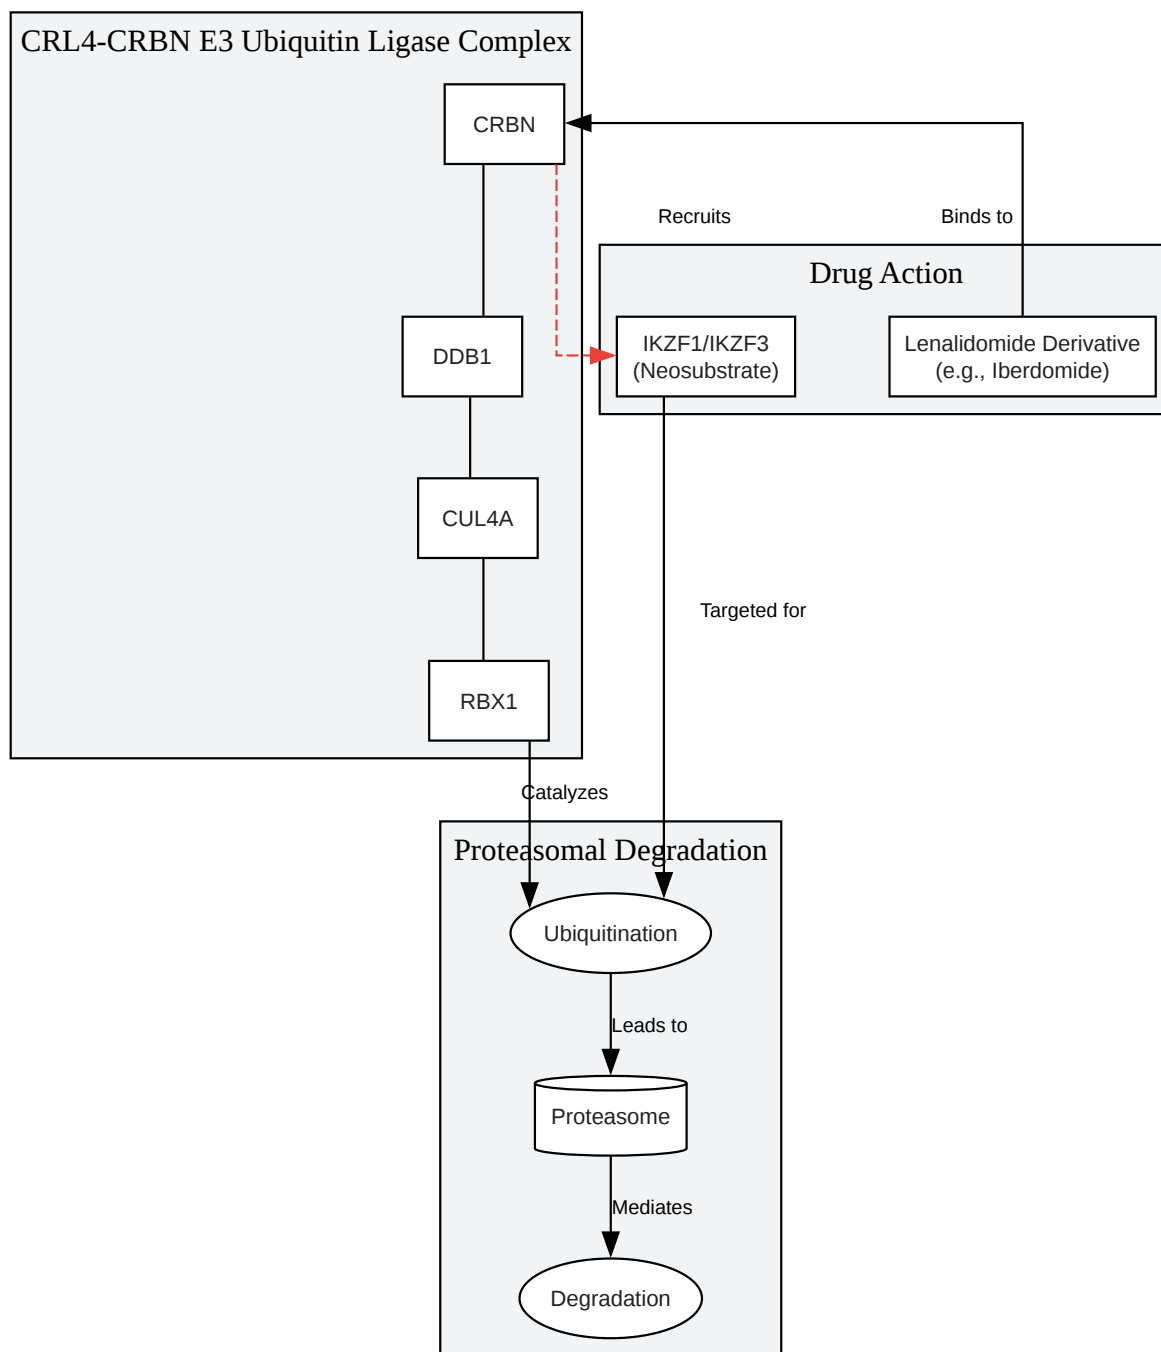 CRL4-CRBN E3 Ubiquitin Ligase Complex
CRBN
Recruits
Binds to
Drug Action
DDB1
IKZF1/IKZF3
(Neosubstrate)
Lenalidomide Derivative
(e.g., Iberdomide)
CUL4A
Targeted for
RBX1
Catalyzes
Proteasomal Degradation
Ubiquitination
Leads to
Proteasome
Mediates
Degradation